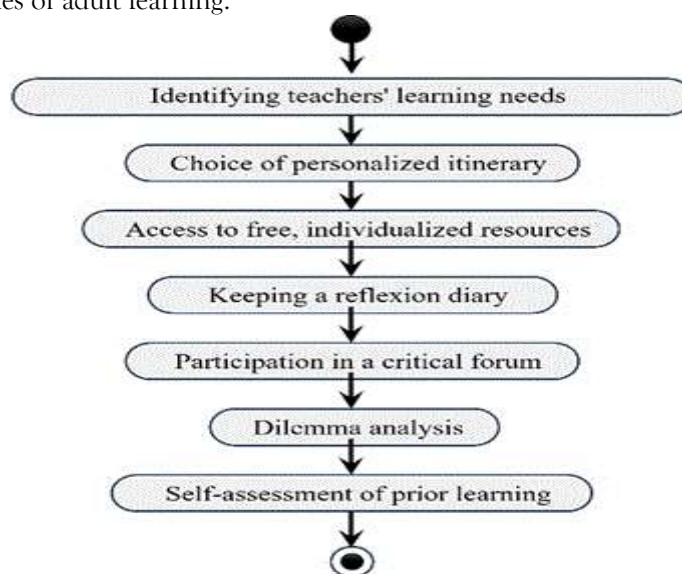 of adult learning.
Identifying teachers' learning needs
Choice of personalized itinerary
Access to free, individualized resources
Keeping a reflexion diary
Participation in a critical forum
Dilemma analysis
Self-assessment of prior learning